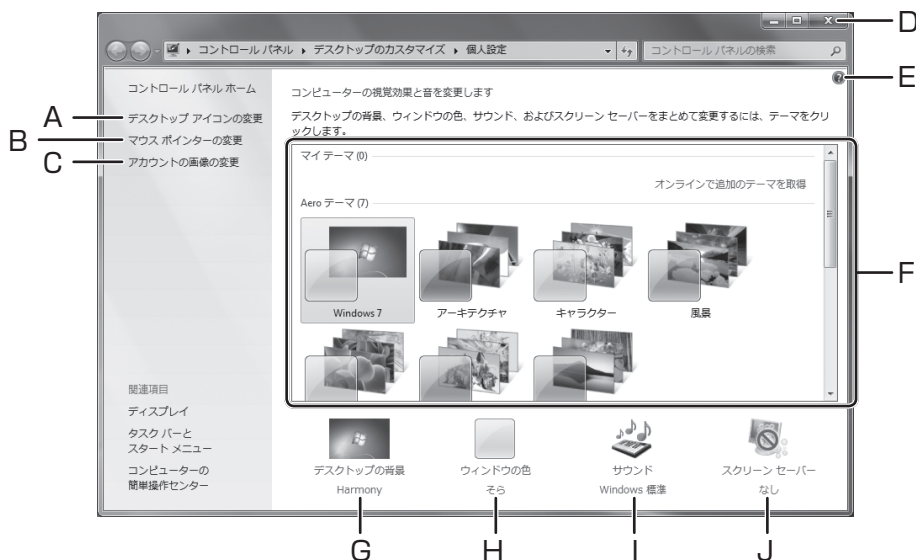 コントロール パネル ▸ デスクトップのカスタマイズ ▸ 個人設定
コントロール パネルの検索
D
コントロール パネル ホーム
E
コンピューターの視覚効果と音を変更します
A
デスクトップ アイコンの変更
デスクトップの背景、ウィンドウの色、サウンド、およびスクリーン セーバーをまとめて変更するには、テーマをクリ
ックします。
B
マウス ポインターの変更
C
アカウントの画像の変更
マイ テーマ (0)
オンラインで追加のテーマを取得
Aero テーマ (7)
F
Windows 7
アーキテクチャ
キャラクター
風景
関連項目
ディスプレイ
タスク バーと
スタート メニュー
コンピューターの
簡単操作センター
デスクトップの背景
Harmony
ウィンドウの色
そら
サウンド
Windows 標準
スクリーン セーバー
なし
G
H
I
J